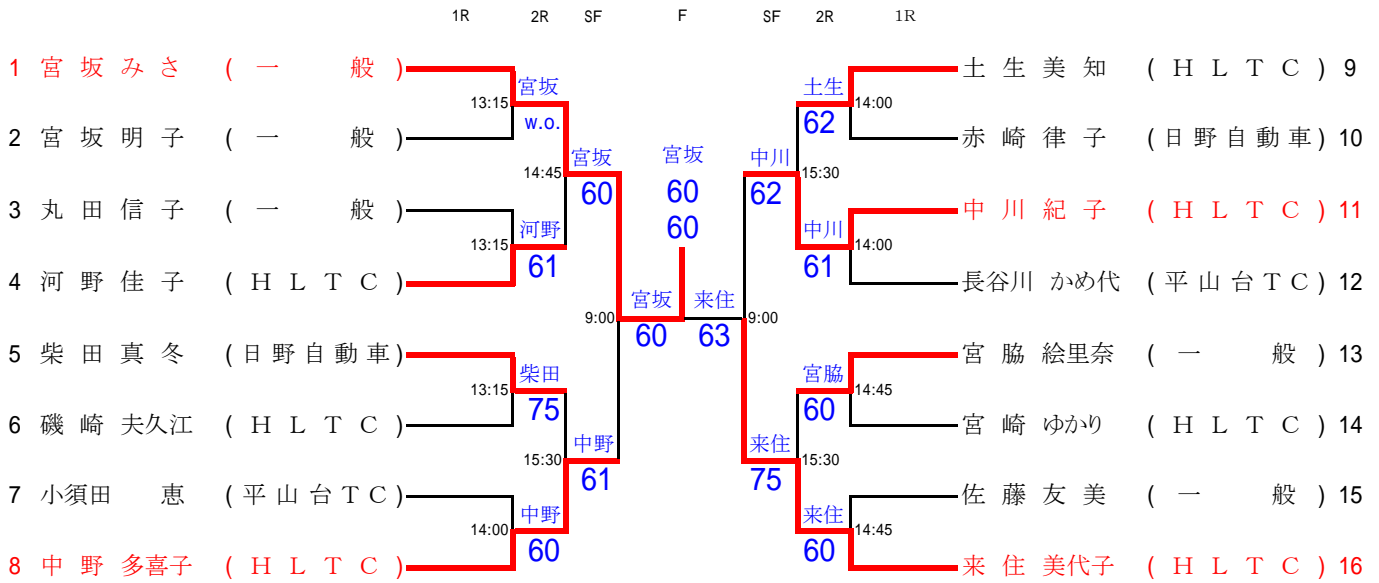 1R 2R SF F SF 2R 1R
1 宮 坂 み さ ( 一 般 ) 土 生 美 知 ( H L T C ) 9
宮坂 土生
13:15 14:00
w.o. 62
2 宮 坂 明 子 ( 一 般 ) 赤 崎 律 子 ( 日 野 自 動 車 ) 10
宮坂 宮坂 中川
14:45 15:30
60 60 62
3 丸 田 信 子 ( 一 般 ) 中 川 紀 子 ( H L T C ) 11
60
河野 中川
13:15 14:00
61 61
4 河 野 佳 子 ( H L T C ) 長谷川 かめ代 ( 平 山 台 T C ) 12
宮坂 来住
9:00 9:00
60 63
5 柴 田 真 冬 ( 日 野 自 動 車 ) 宮 脇 絵里奈 ( 一 般 ) 13
柴田 宮脇
13:15 14:45
75 60
6 磯 崎 夫久江 ( H L T C ) 宮 崎 ゆかり ( H L T C ) 14
中野 来住
15:30 15:30
61 75
7 小須田 恵 ( 平 山 台 T C ) 佐 藤 友 美 ( 一 般 ) 15
中野 来住
14:00 14:45
60 60
8 中 野 多喜子 ( H L T C ) 来 住 美代子 ( H L T C ) 16